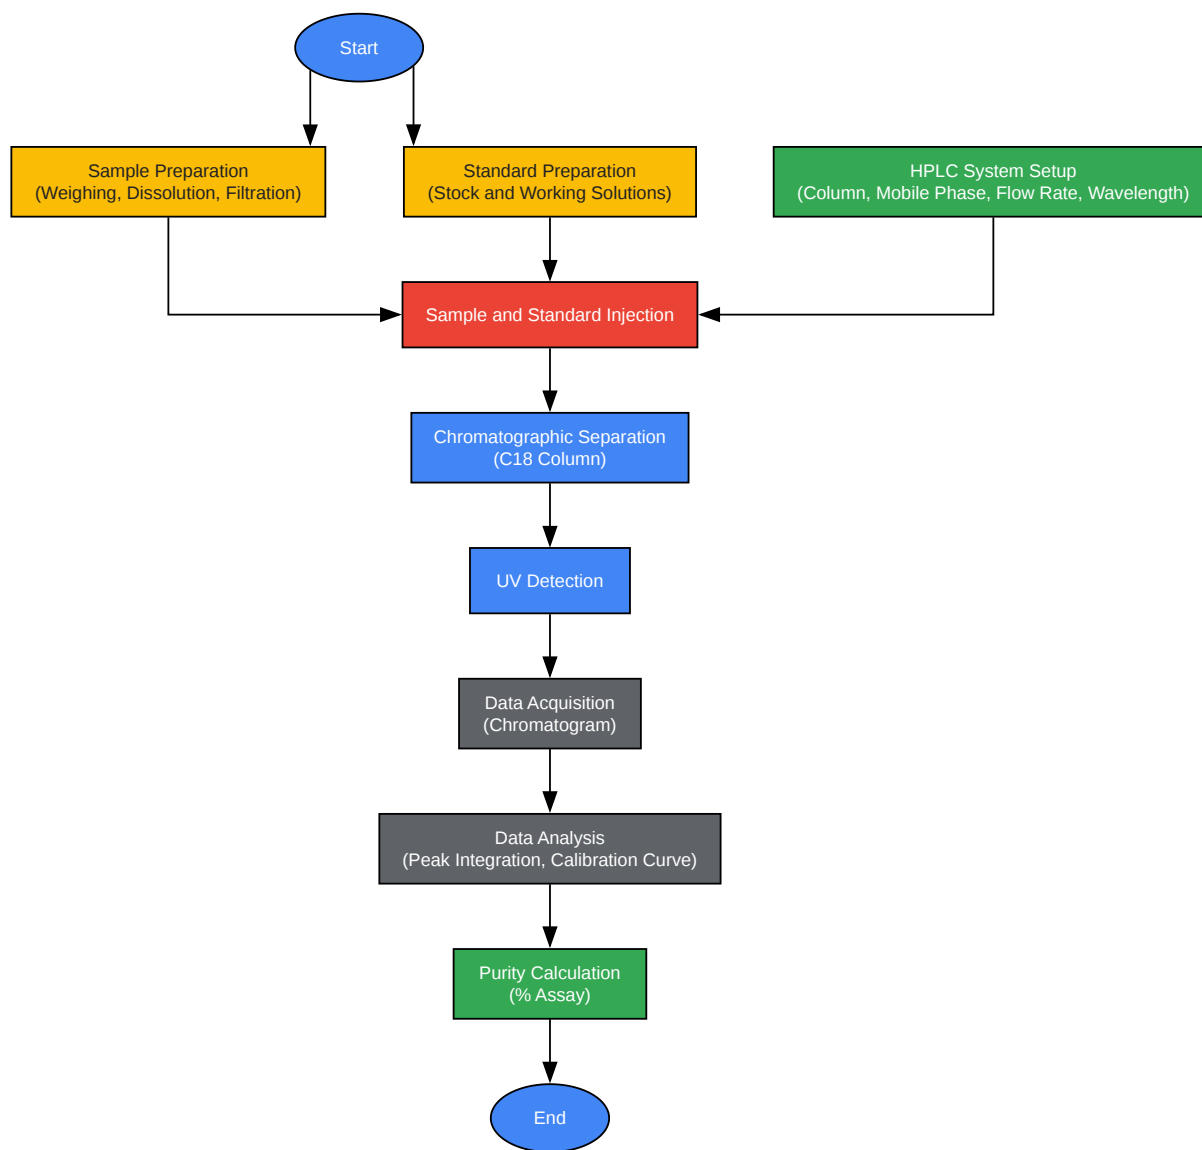 Start
Sample Preparation
(Weighing, Dissolution, Filtration)
Standard Preparation
(Stock and Working Solutions)
HPLC System Setup
(Column, Mobile Phase, Flow Rate, Wavelength)
Sample and Standard Injection
Chromatographic Separation
(C18 Column)
UV Detection
Data Acquisition
(Chromatogram)
Data Analysis
(Peak Integration, Calibration Curve)
Purity Calculation
(% Assay)
End